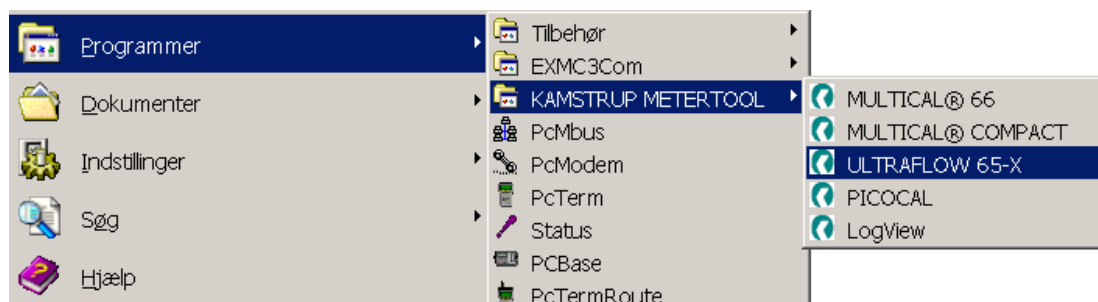 Programmer
Dokumenter
Indstillinger
Søg
Hjælp
Tilbehør
EXMC3Com
KAMSTRUP METERTOOL
PcMbus
PcModem
PcTerm
Status
PCBase
PcTermRoute
MULTICAL® 66
MULTICAL® COMPACT
ULTRAFLOW 65-X
PICOCAL
LogView